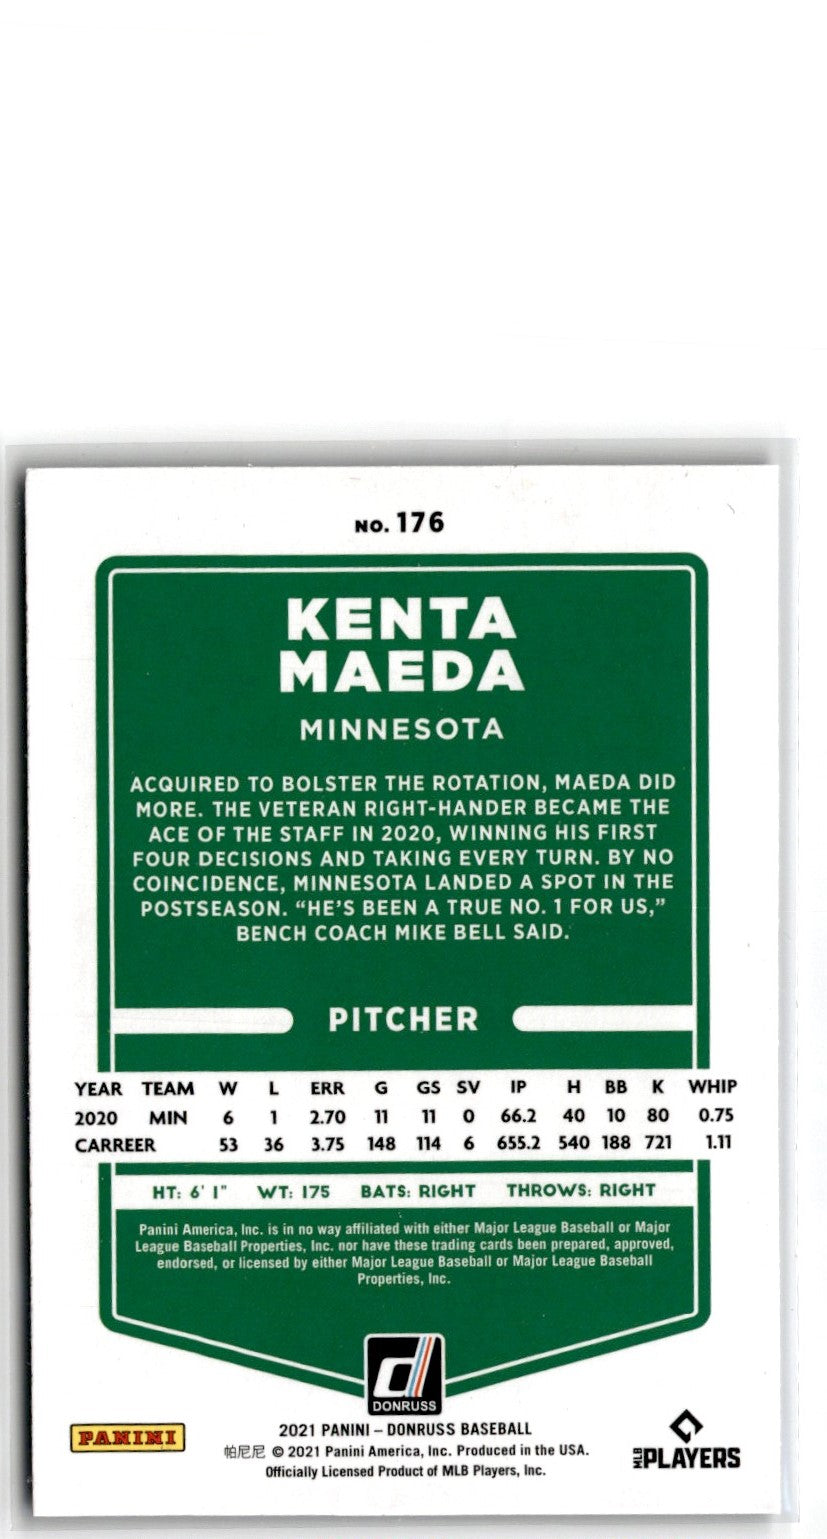 NO. 176
KENTA
MAEDA
MINNESOTA
ACQUIRED TO BOLSTER THE ROTATION, MAEDA DID
MORE. THE VETERAN RIGHT-HANDER BECAME THE
ACE OF THE STAFF IN 2020, WINNING HIS FIRST
FOUR DECISIONS AND TAKING EVERY TURN. BY NO
COINCIDENCE, MINNESOTA LANDED A SPOT IN THE
POSTSEASON. “HE’S BEEN A TRUE NO. 1 FOR US,”
BENCH COACH MIKE BELL SAID.
PITCHER
YEAR TEAM W L ERR G GS SV IP H BB K WHIP
2020 MIN 6 1 2.70 11 11 0 66.2 40 10 80 0.75
CARREER 53 36 3.75 148 114 6 655.2 540 188 721 1.11
HT: 6' 1" WT: 175 BATS: RIGHT THROWS: RIGHT
Panini America, Inc. is in no way affiliated with either Major League Baseball or Major
League Baseball Properties, Inc. nor have these trading cards been prepared, approved,
endorsed, or licensed by either Major League Baseball or Major League Baseball
Properties, Inc.
d
DONRUSS
PANINI
2021 PANINI – DONRUSS BASEBALL
帕尼尼 © 2021 Panini America, Inc. Produced in the USA.
Officially Licensed Product of MLB Players, Inc.
MLB PLAYERS